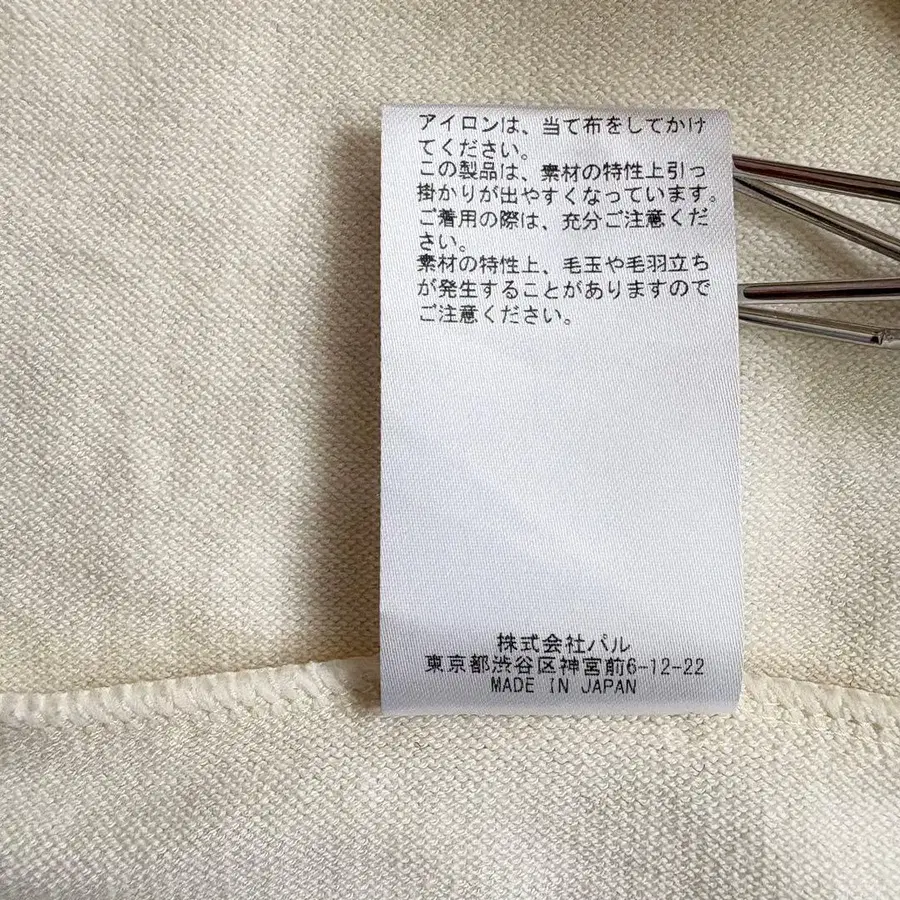 アイロンは、当て布をしてかけ
てください。
この製品は、素材の特性上引っ
掛かりが出やすくなっています。
ご着用の際は、充分ご注意くだ
さい。
素材の特性上、毛玉や毛羽立ち
が発生することがありますので
ご注意ください。
株式会社パル
東京都渋谷区神宮前6-12-22
MADE IN JAPAN